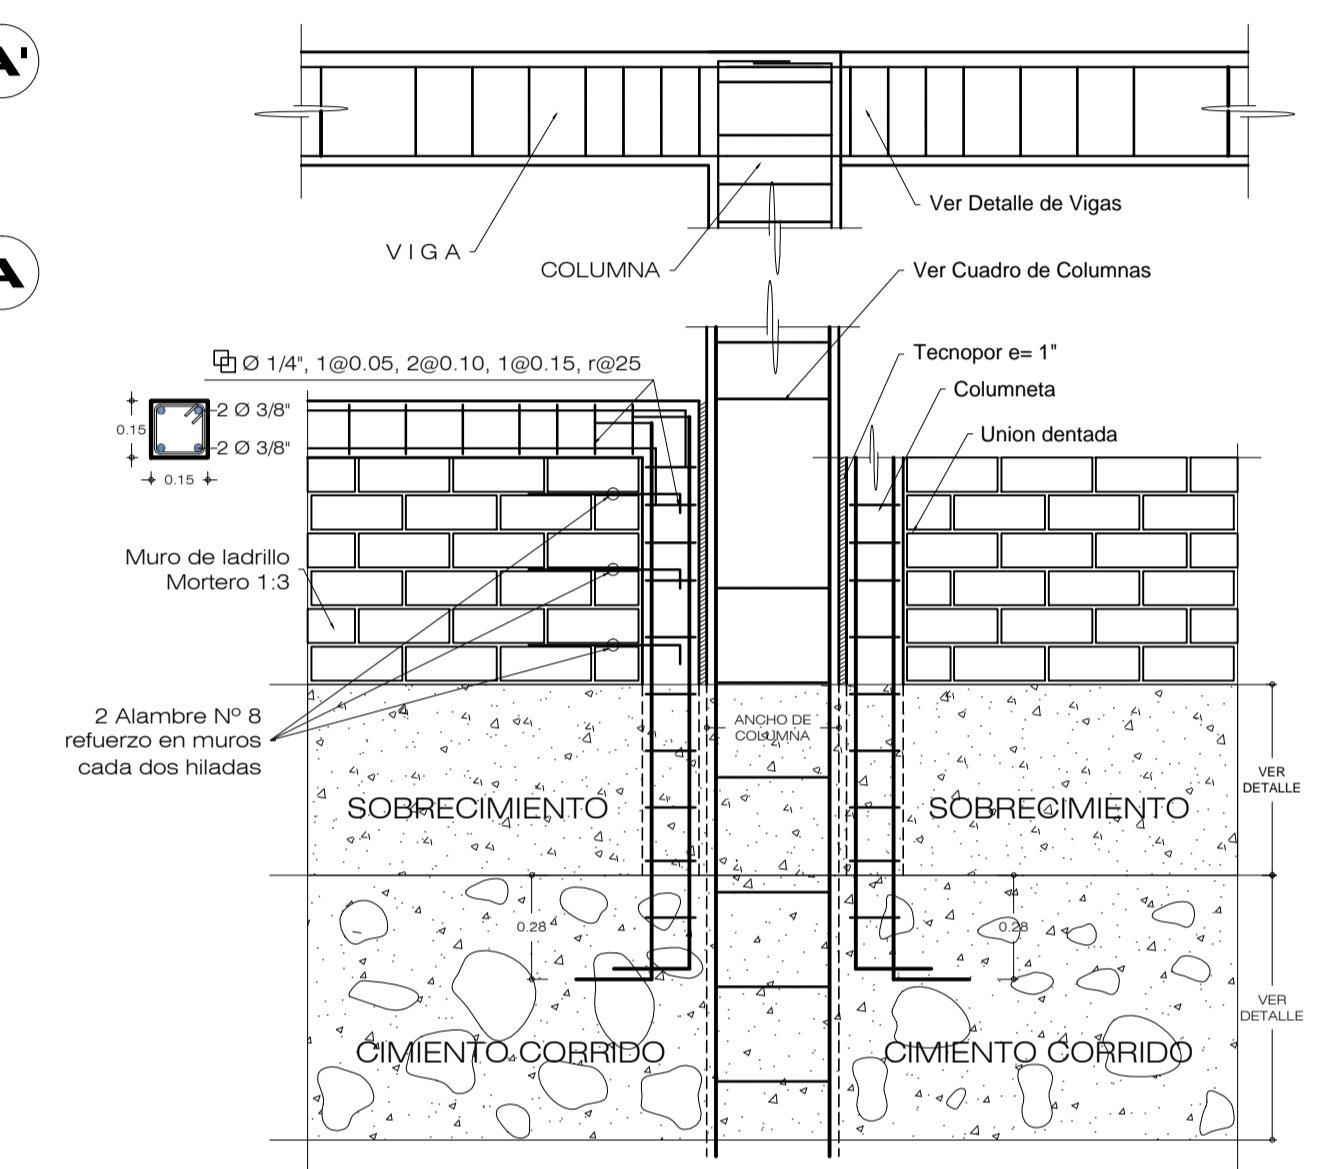 A'
VIGA
COLUMNA
Ver Detalle de Vigas
A
Ver Cuadro de Columnas
Ø 1/4", 1@0.05, 2@0.10, 1@0.15, r@25
Tecnopor e= 1"
Columneta
Union dentada
2 Ø 3/8"
0.15
2 Ø 3/8"
0.15
Muro de ladrillo
Mortero 1:3
2 Alambre Nº 8
refuerzo en muros
cada dos hiladas
ANCHO DE
COLUMNA
VER
DETALLE
SOBRECIMIENTO
SOBRECIMIENTO
0.28
0.28
VER
DETALLE
CIMIENTO CORRIDO
CIMIENTO CORRIDO